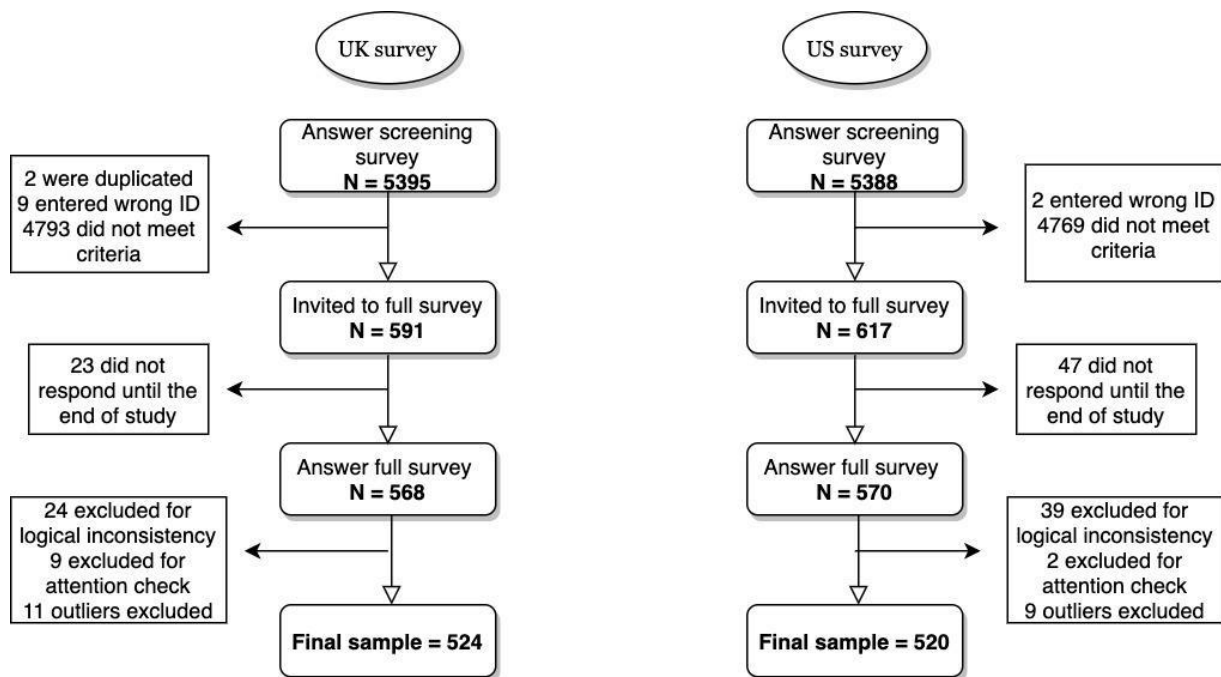 UK survey
Answer screening
survey
N = 5395
2 were duplicated
9 entered wrong ID
4793 did not meet
criteria
Invited to full survey
N = 591
23 did not
respond until the
end of study
Answer full survey
N = 568
24 excluded for
logical inconsistency
9 excluded for
attention check
11 outliers excluded
Final sample = 524
US survey
Answer screening
survey
N = 5388
2 entered wrong ID
4769 did not meet
criteria
Invited to full survey
N = 617
47 did not
respond until the
end of study
Answer full survey
N = 570
39 excluded for
logical inconsistency
2 excluded for
attention check
9 outliers excluded
Final sample = 520